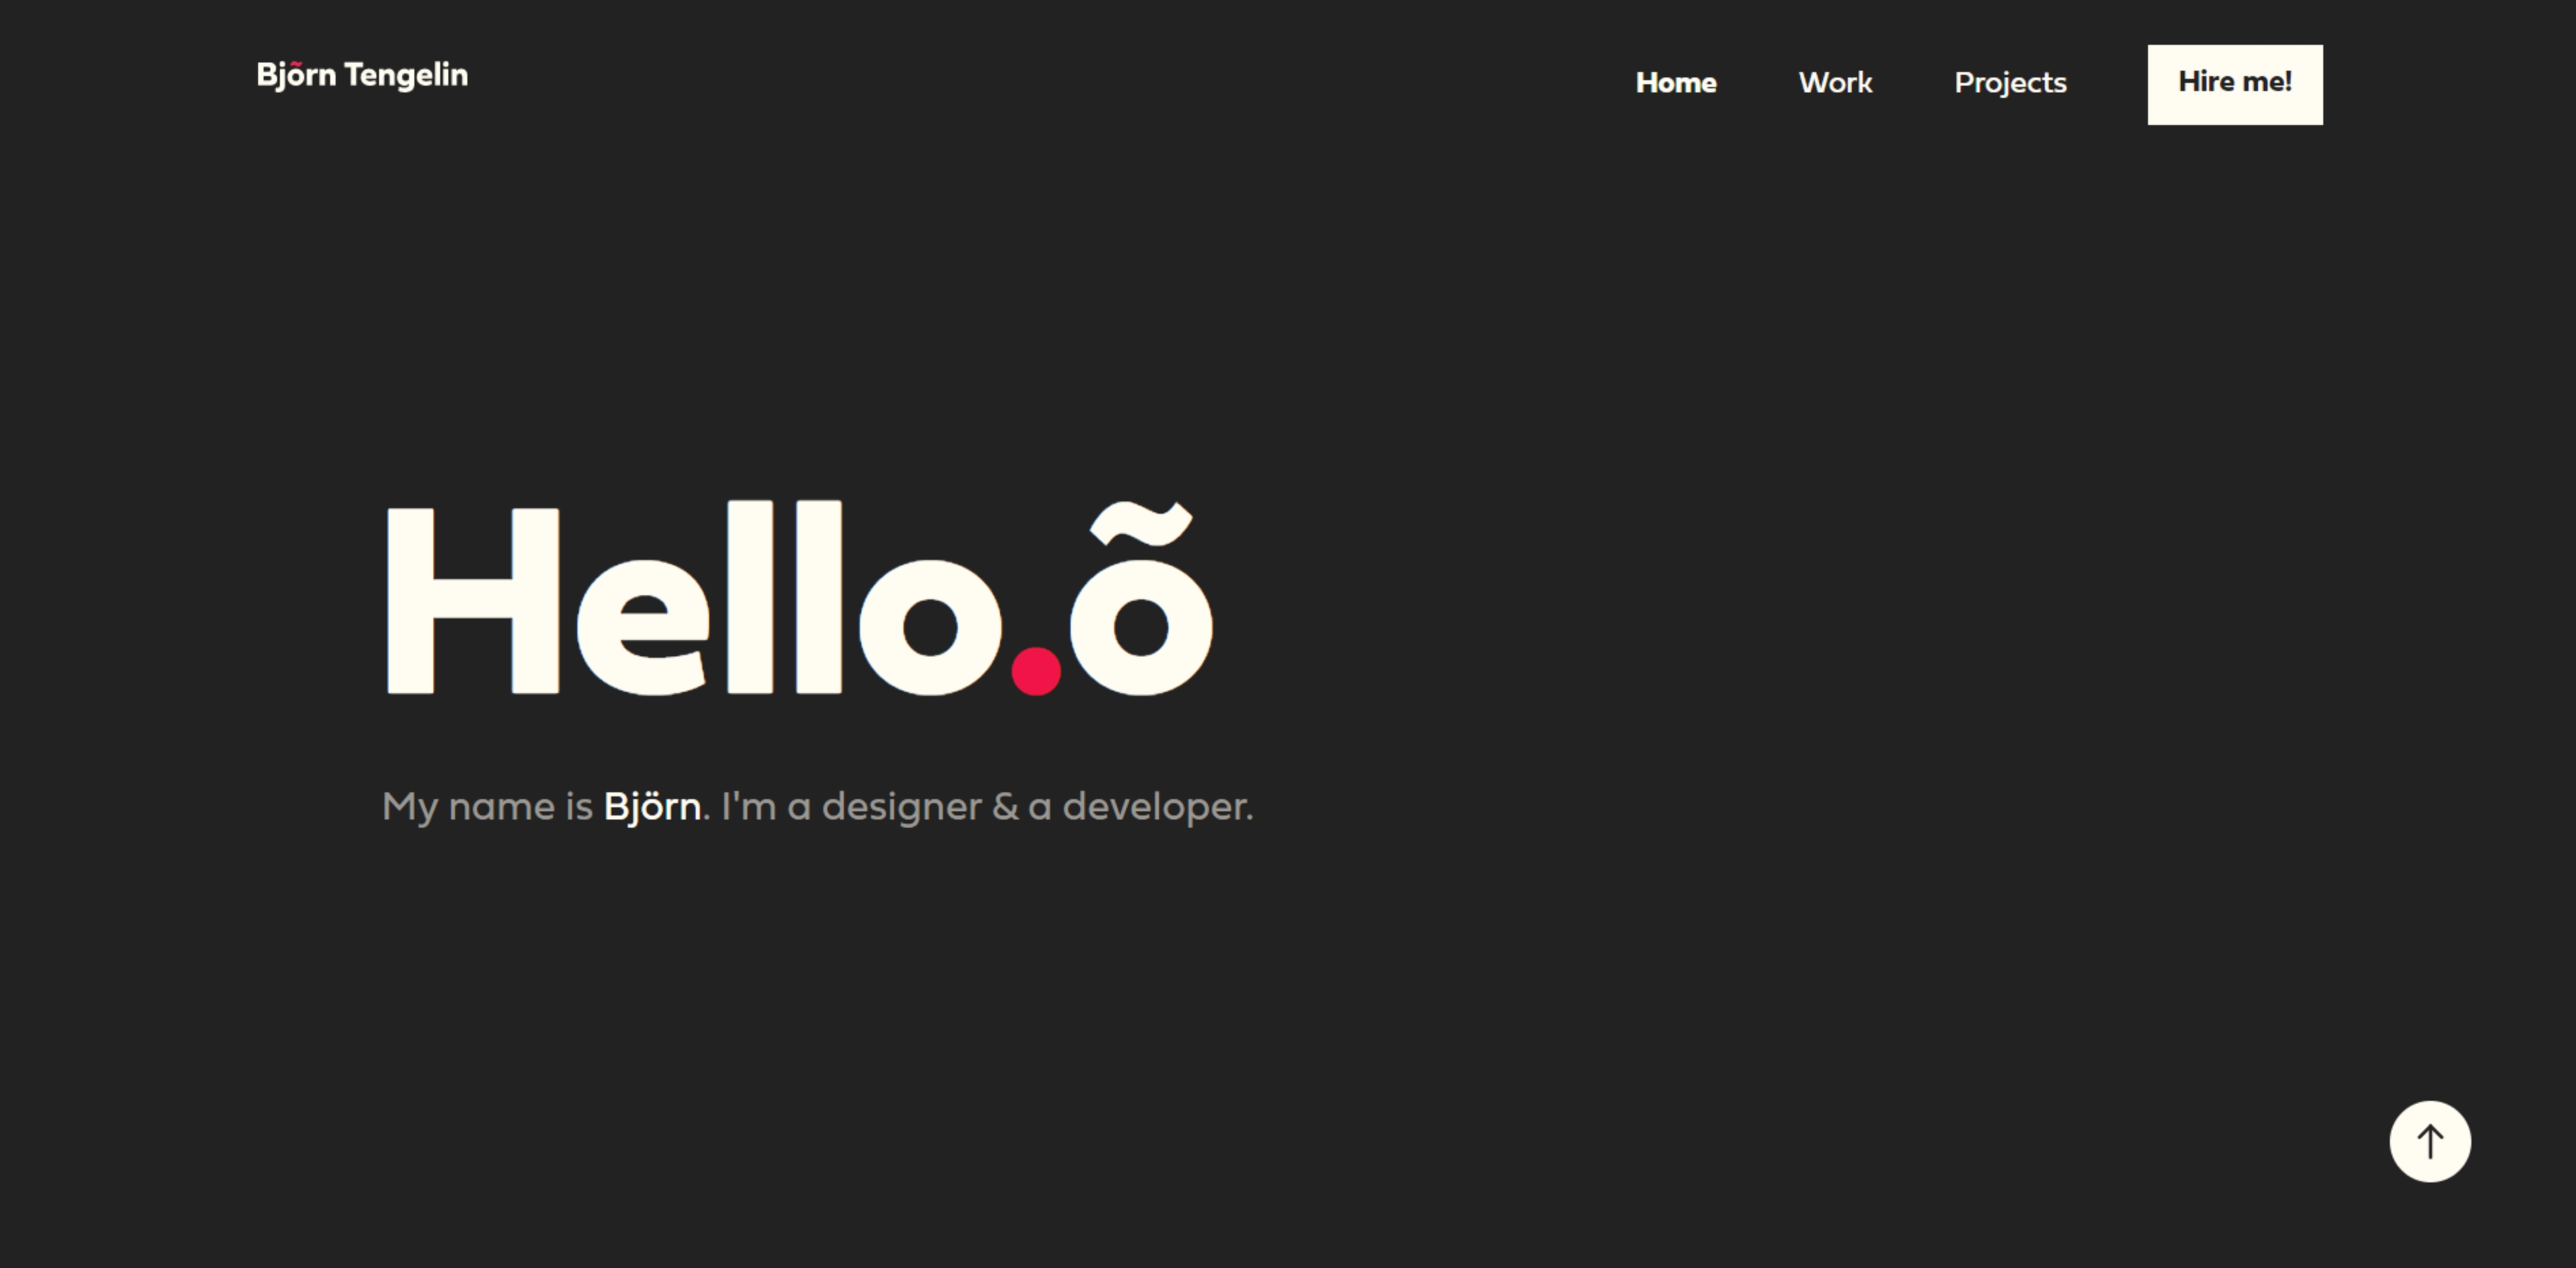 Björn Tengelin
Home Work Projects Hire me!
Hello.õ
My name is Björn. I'm a designer & a developer.